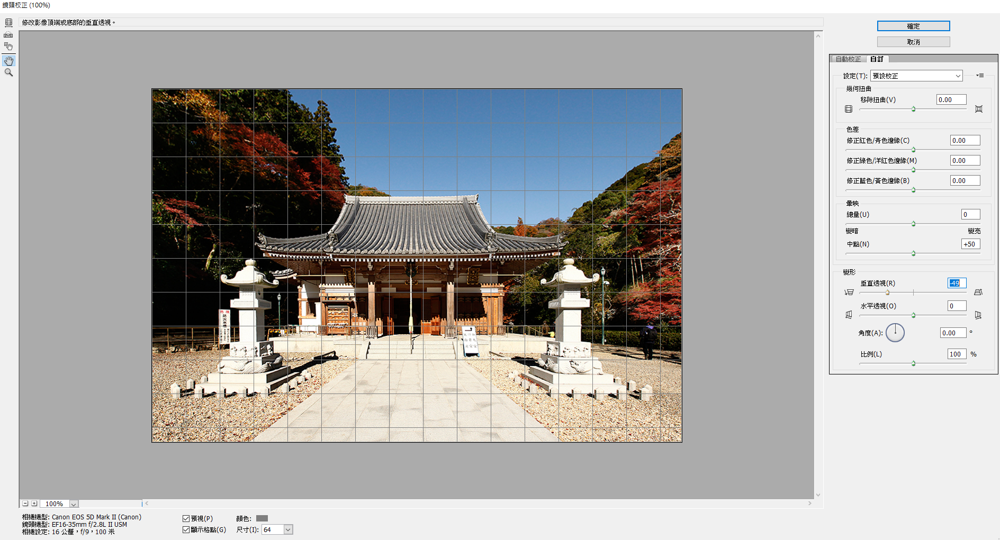 鏡頭校正 (100%)
修改影像頂端或底部的垂直透視。
確定
取消
自動校正
自訂
設定(T): 預設校正
幾何扭曲
移除扭曲(V) 0.00
色差
修正紅色/青色邊緣(C) 0.00
修正綠色/洋紅色邊緣(M) 0.00
修正藍色/黃色邊緣(B) 0.00
暈映
總量(U) 0
變暗 變亮
中點(N) +50
變形
垂直透視(R) -49
水平透視(O) 0
角度(A): 0.00 °
比例(L) 100 %
100%
相機機型: Canon EOS 5D Mark II (Canon)
鏡頭機型: EF16-35mm f/2.8L II USM
相機設定: 16 公釐，f/9，100 米
預視(P) 顏色:
顯示格點(G) 尺寸(I): 64